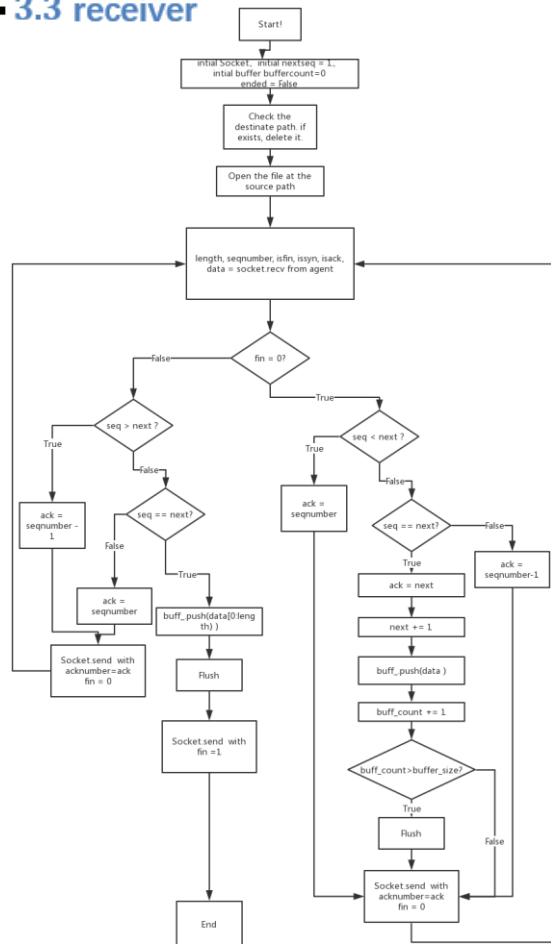 3.3 receiver
Start!
intial Socket, initial nextseq = 1,
intial buffer buffercount=0
ended = False
Check the
destinate path. if
exists, delete it.
Open the file at the
source path
length, seqnumber, isfin, issyn, isack,
data = socket.recv from agent
fin = 0?
False
True
seq > next ?
True
False
ack =
seqnumber -
1
seq == next?
False
True
ack =
seqnumber
buff_.push(data[0:leng
th) )
Socket.send with
acknumber=ack
fin = 0
Flush
Socket.send with
fin =1
End
seq < next ?
True
False
ack =
seqnumber
seq == next?
False
True
ack =
seqnumber-1
ack = next
next += 1
buff_.push(data )
buff_count += 1
buff_count>buffer_size?
True
False
Flush
Socket.send with
acknumber=ack
fin = 0